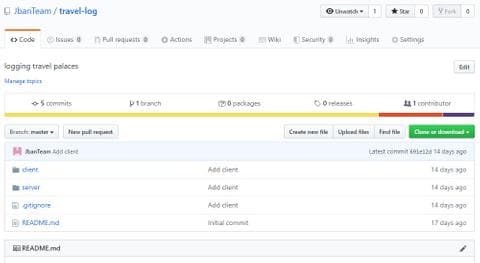 JbanTeam / travel-log
Unwatch 1 Star 0 Fork 0
Code Issues 0 Pull requests 0 Actions Projects 0 Wiki Security 0 Insights Settings
logging travel palaces Edit
Manage topics
5 commits 1 branch 0 packages 0 releases 1 contributor
Branch: master New pull request Create new file Upload files Find file Clone or download
JbanTeam Add client Latest commit 691e12d 14 days ago
client Add client 14 days ago
server Add client 14 days ago
.gitignore Add client 14 days ago
README.md Initial commit 17 days ago
README.md